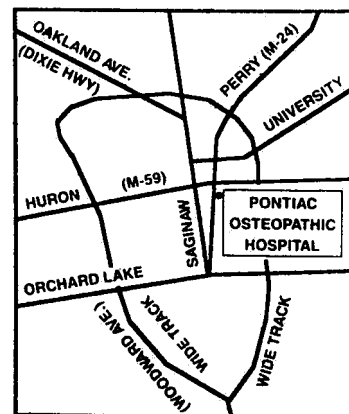 OAKLAND AVE.
(DIXIE HWY)
PERRY (M-24)
UNIVERSITY
HURON
(M-59)
SAGINAW
PONTIAC
OSTEOPATHIC
HOSPITAL
ORCHARD LAKE
WIDE TRACK
(WOODWARD AVE.)
WIDE TRACK